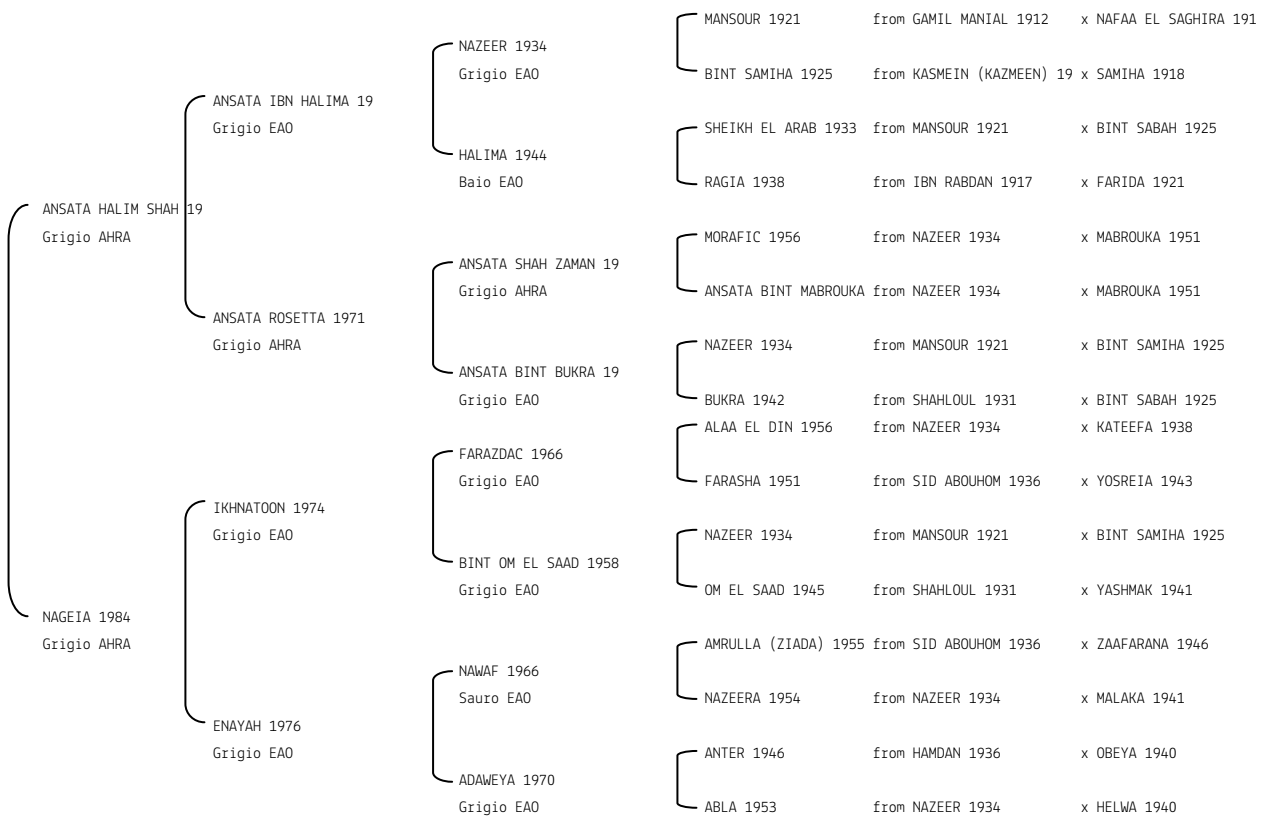 MANSOUR 1921 from GAMIL MANIAL 1912 x NAFAA EL SAGHIRA 191
NAZEER 1934
Grigio EAO BINT SAMIHA 1925 from KASMEIN (KAZMEEN) 19 x SAMIHA 1918
ANSATA IBN HALIMA 19
Grigio EAO SHEIKH EL ARAB 1933 from MANSOUR 1921 x BINT SABAH 1925
HALIMA 1944
Baio EAO RAGIA 1938 from IBN RABDAN 1917 x FARIDA 1921
ANSATA HALIM SHAH 19
Grigio AHRA MORAFIC 1956 from NAZEER 1934 x MABROUKA 1951
ANSATA SHAH ZAMAN 19
Grigio AHRA ANSATA BINT MABROUKA from NAZEER 1934 x MABROUKA 1951
ANSATA ROSETTA 1971
Grigio AHRA NAZEER 1934 from MANSOUR 1921 x BINT SAMIHA 1925
ANSATA BINT BUKRA 19
Grigio EAO BUKRA 1942 from SHAHLOUL 1931 x BINT SABAH 1925
ALAA EL DIN 1956 from NAZEER 1934 x KATEEFA 1938
FARAZDAC 1966
Grigio EAO FARASHA 1951 from SID ABOUHOM 1936 x YOSREIA 1943
IKHNATOON 1974
Grigio EAO NAZEER 1934 from MANSOUR 1921 x BINT SAMIHA 1925
BINT OM EL SAAD 1958
Grigio EAO OM EL SAAD 1945 from SHAHLOUL 1931 x YASHMAK 1941
NAGEIA 1984
Grigio AHRA AMRULLA (ZIADA) 1955 from SID ABOUHOM 1936 x ZAAFARANA 1946
NAWAF 1966
Sauro EAO NAZEERA 1954 from NAZEER 1934 x MALAKA 1941
ENAYAH 1976
Grigio EAO ANTER 1946 from HAMDAN 1936 x OBEYA 1940
ADAWEYA 1970
Grigio EAO ABLA 1953 from NAZEER 1934 x HELWA 1940